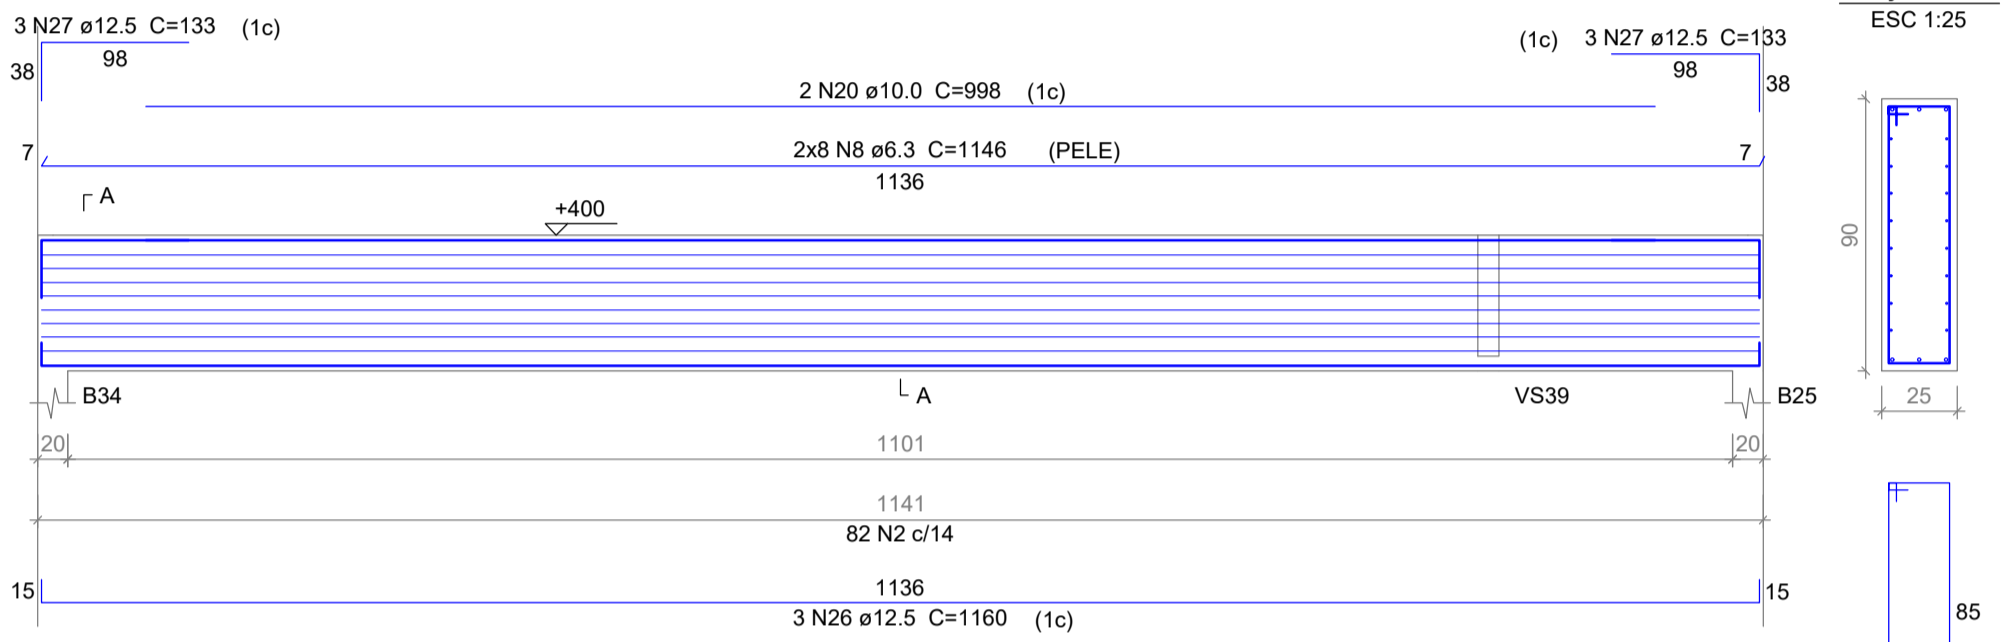 3 N27 ø12.5 C=133 (1c)
98
38
(1c) 3 N27 ø12.5 C=133
98
38
ESC 1:25
2 N20 ø10.0 C=998 (1c)
7
2x8 N8 ø6.3 C=1146 (PELE)
7
1136
A
+400
90
25
B34
A
VS39
B25
20
1101
20
1141
82 N2 c/14
15
1136
15
3 N26 ø12.5 C=1160 (1c)
85